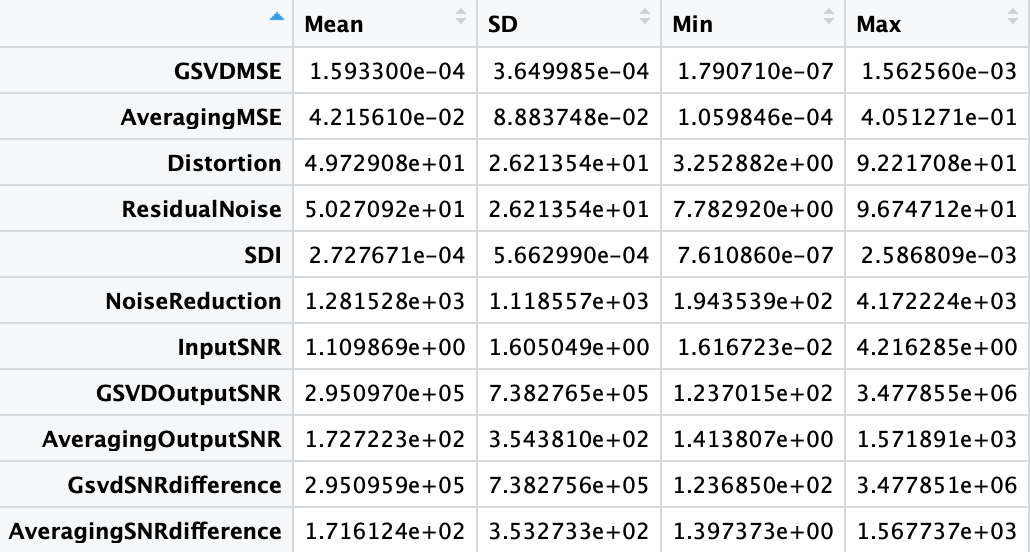 Mean SD Min Max
GSVDMSE 1.593300e−04 3.649985e−04 1.790710e−07 1.562560e−03
AveragingMSE 4.215610e−02 8.883748e−02 1.059846e−04 4.051271e−01
Distortion 4.972908e+01 2.621354e+01 3.252882e+00 9.221708e+01
ResidualNoise 5.027092e+01 2.621354e+01 7.782920e+00 9.674712e+01
SDI 2.727671e−04 5.662990e−04 7.610860e−07 2.586809e−03
NoiseReduction 1.281528e+03 1.118557e+03 1.943539e+02 4.172224e+03
InputSNR 1.109869e+00 1.605049e+00 1.616723e−02 4.216285e+00
GSVDOutputSNR 2.950970e+05 7.382765e+05 1.237015e+02 3.477855e+06
AveragingOutputSNR 1.727223e+02 3.543810e+02 1.413807e+00 1.571891e+03
GsvdSNRdifference 2.950959e+05 7.382756e+05 1.236850e+02 3.477851e+06
AveragingSNRdifference 1.716124e+02 3.532733e+02 1.397373e+00 1.567737e+03